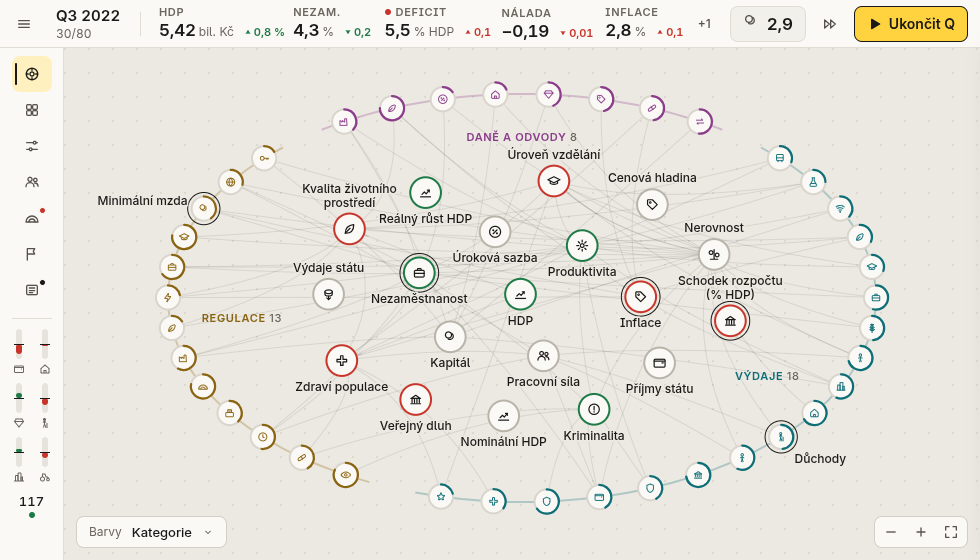 Q3 2022
30/80
HDP
5,42 bil. Kč ▲ 0,8 %
NEZAM.
4,3 % ▼ 0,2
DEFICIT
5,5 % HDP ▲ 0,1
NÁLADA
−0,19 ▼ 0,01
INFLACE
2,8 % ▲ 0,1
+1
2,9
Ukončit Q
DANĚ A ODVODY 8
Úroveň vzdělání
Cenová hladina
Kvalita životního
prostředí
Minimální mzda
Reálný růst HDP
Nerovnost
Úroková sazba
Výdaje státu
Produktivita
Schodek rozpočtu
(% HDP)
Nezaměstnanost
REGULACE 13
HDP
Inflace
Kapitál
Pracovní síla
Příjmy státu
VÝDAJE 18
Zdraví populace
Veřejný dluh
Nominální HDP
Kriminalita
Důchody
117
Barvy Kategorie